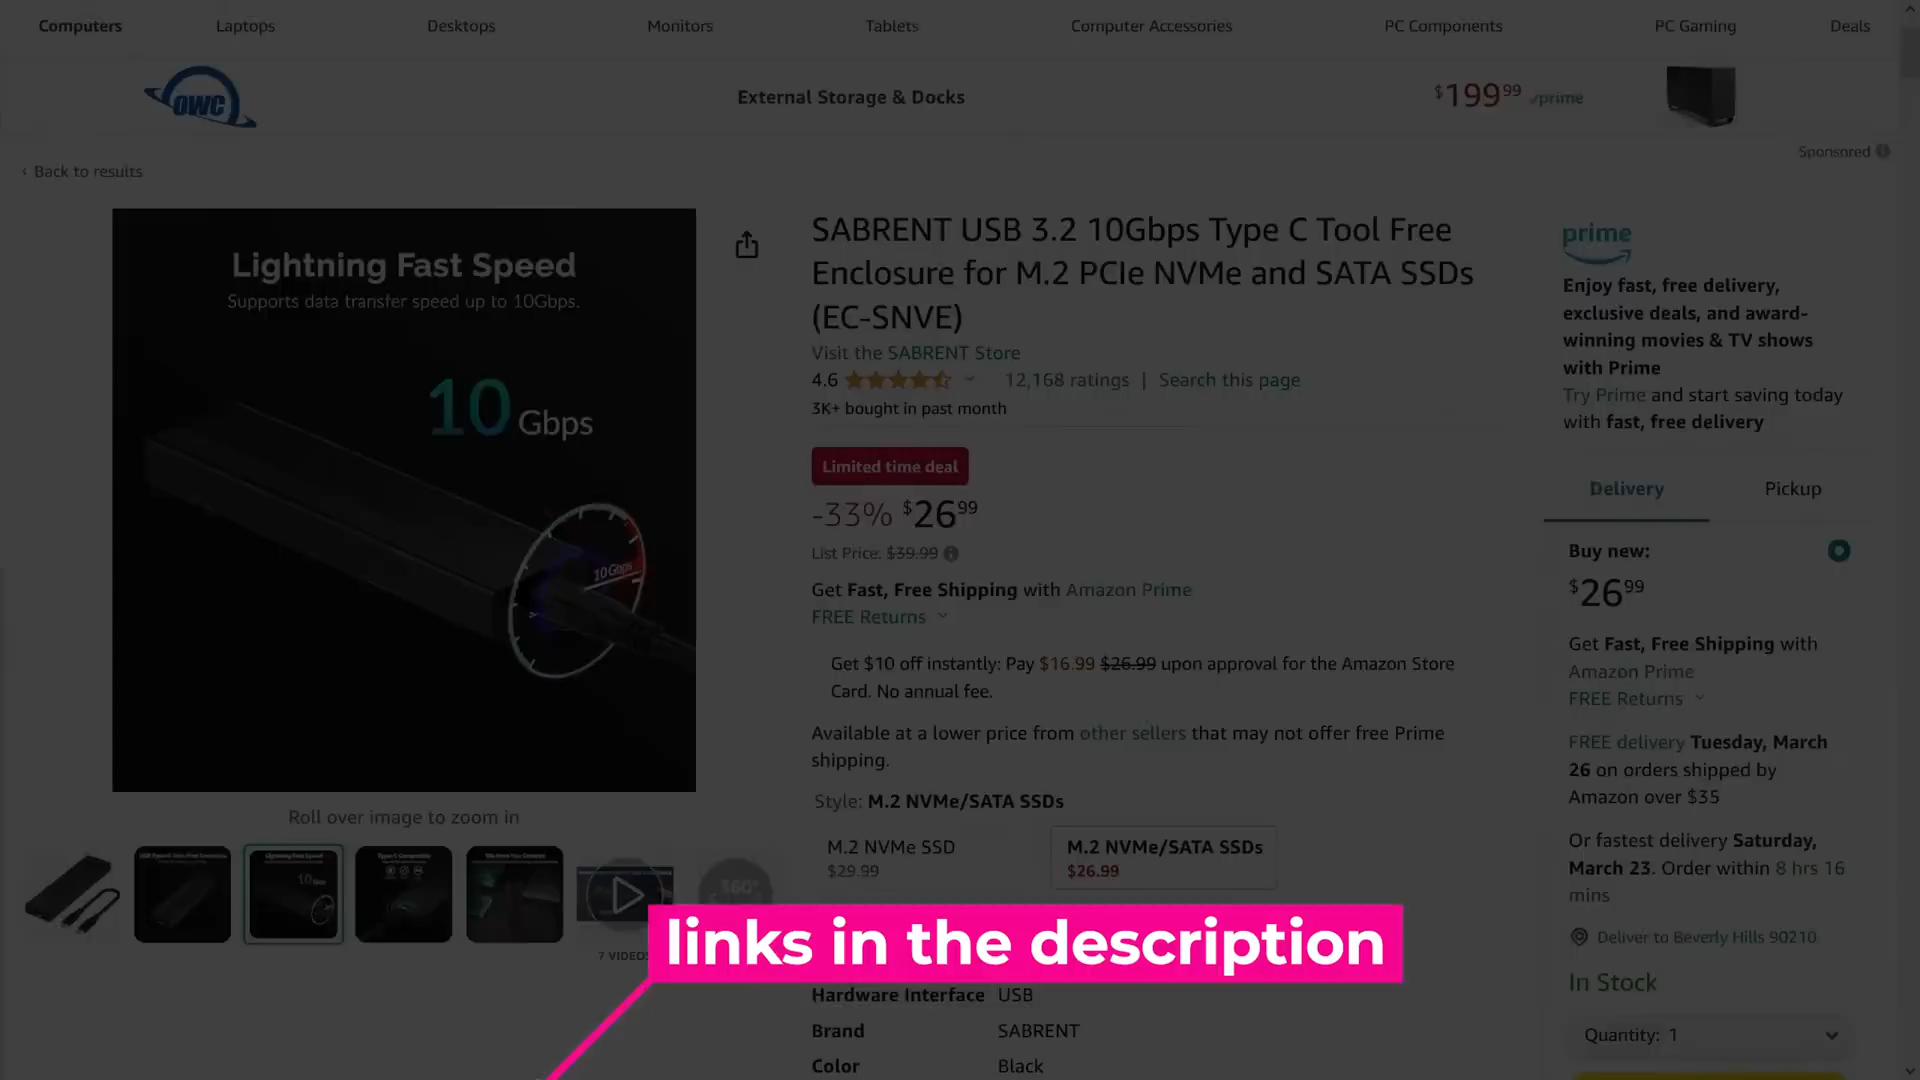 Computers
Laptops
Desktops
Monitors
Tablets
Computer Accessories
PC Components
PC Gaming
Deals
OWC
External Storage & Docks
$199.99 prime
Sponsored
‹ Back to results
Lightning Fast Speed
Supports data transfer speed up to 10Gbps.
10 Gbps
10Gbps
Roll over image to zoom in
Lightning Fast Speed
360°
7 VIDEOS
SABRENT USB 3.2 10Gbps Type C Tool Free
Enclosure for M.2 PCIe NVMe and SATA SSDs
(EC-SNVE)
Visit the SABRENT Store
4.6
12,168 ratings | Search this page
3K+ bought in past month
Limited time deal
-33% $26.99
List Price: $39.99
Get Fast, Free Shipping with Amazon Prime
FREE Returns
Get $10 off instantly: Pay $16.99 $26.99 upon approval for the Amazon Store
Card. No annual fee.
Available at a lower price from other sellers that may not offer free Prime
shipping.
Style: M.2 NVMe/SATA SSDs
M.2 NVMe SSD
$29.99
M.2 NVMe/SATA SSDs
$26.99
links in the description
Hardware Interface USB
Brand SABRENT
Color Black
prime
Enjoy fast, free delivery,
exclusive deals, and award-
winning movies & TV shows
with Prime
Try Prime and start saving today
with fast, free delivery
Delivery
Pickup
Buy new:
$26.99
Get Fast, Free Shipping with
Amazon Prime
FREE Returns
FREE delivery Tuesday, March
26 on orders shipped by
Amazon over $35
Or fastest delivery Saturday,
March 23. Order within 8 hrs 16
mins
Deliver to Beverly Hills 90210
In Stock
Quantity: 1